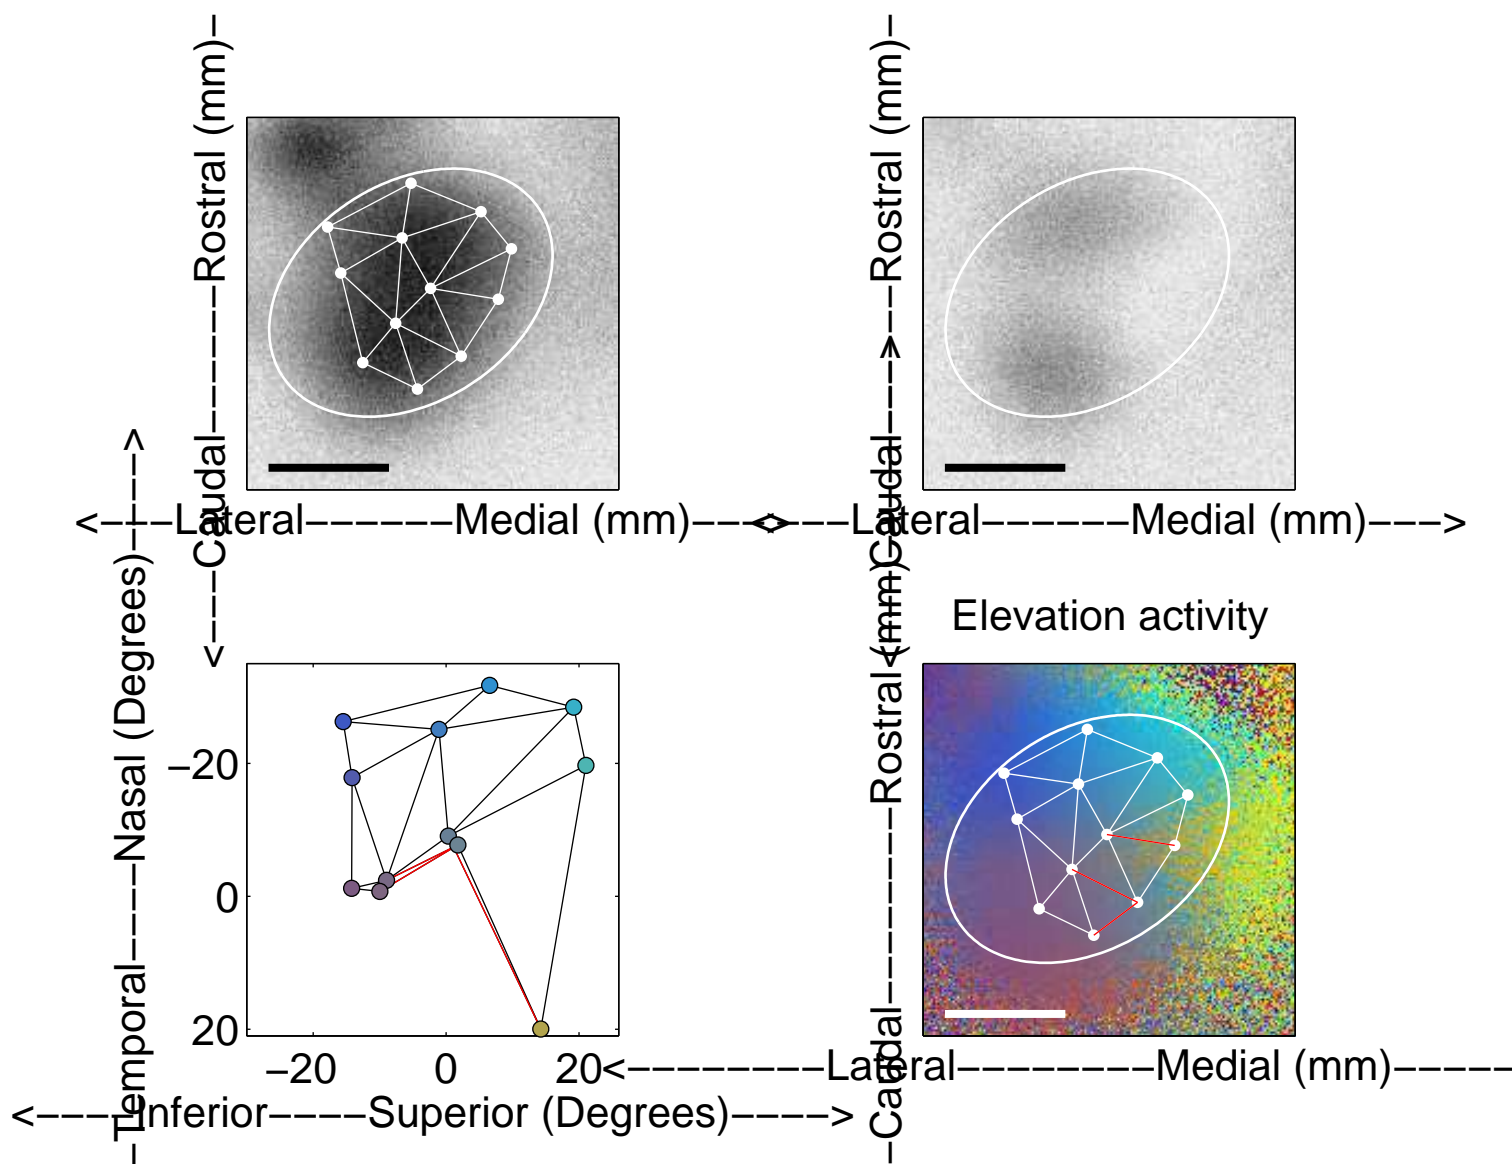 <----Caudal-------Rostral (mm)-
<----Lateral-------Medial (mm)---->
<----Caudal-------Rostral (mm)-
<----Lateral-------Medial (mm)---->
-Temporal----Nasal (Degrees)----->
−20
0
20
−20
0
20
<----Inferior-----Superior (Degrees)----->
Elevation activity
-Caudal---------Rostral (mm)--->
<---------Lateral---------Medial (mm)-----